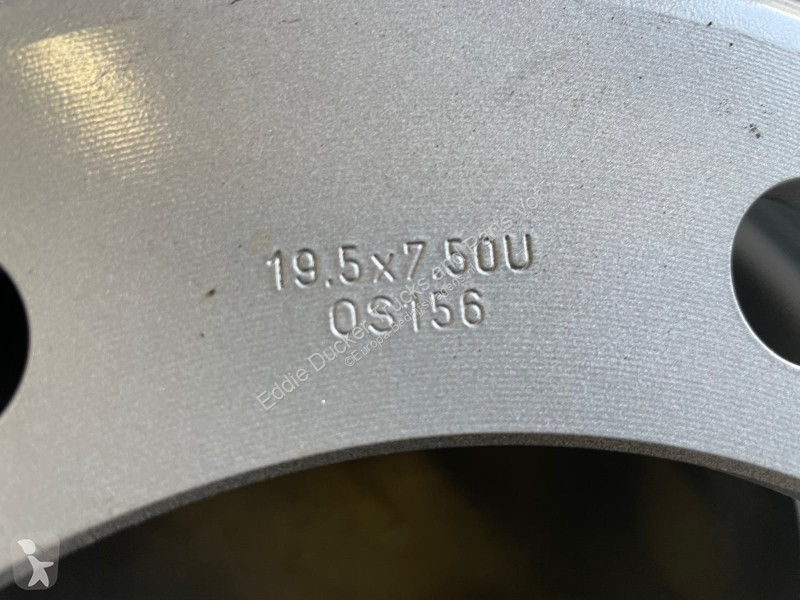 19.5x7.50U
OS156
Eddie Ducker Trucks and Parts